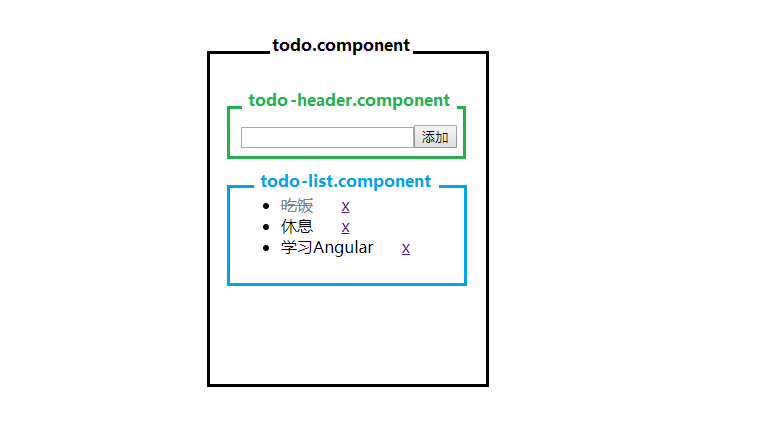 todo.component
todo-header.component
添加
todo-list.component
吃饭 x
休息 x
学习Angular x